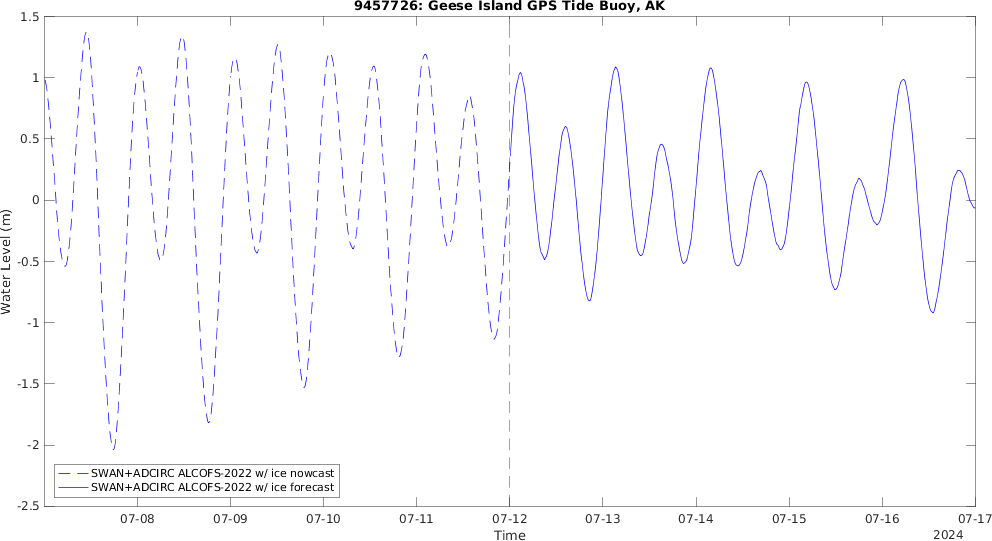 9457726: Geese Island GPS Tide Buoy, AK
Water Level (m)
1.5
1
0.5
0
-0.5
-1
-1.5
-2
-2.5
SWAN+ADCIRC ALCOFS-2022 w/ ice nowcast
SWAN+ADCIRC ALCOFS-2022 w/ ice forecast
07-08 07-09 07-10 07-11 07-12 07-13 07-14 07-15 07-16 07-17
Time
2024